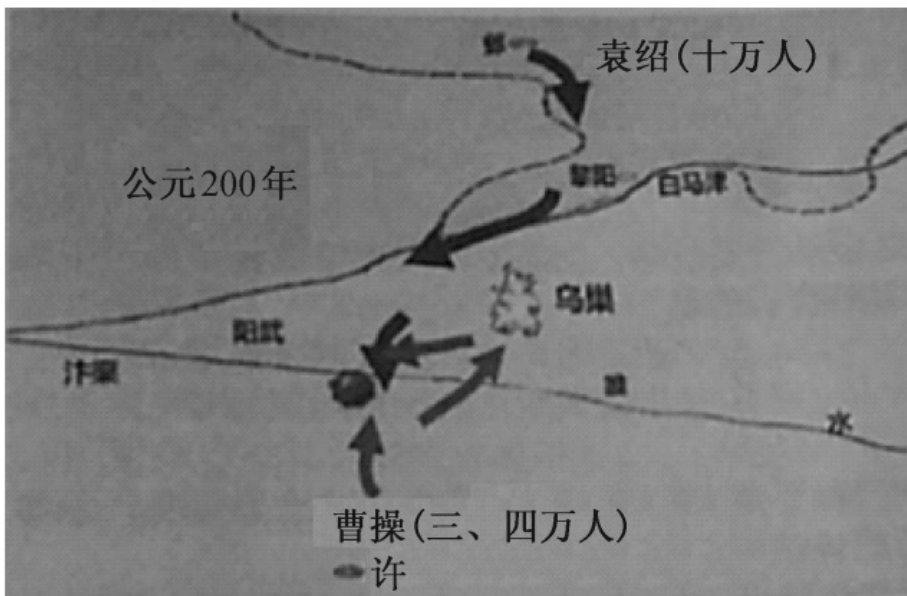 袁绍(十万人)
公元200年
黎阳
白马津
乌巢
阳武
汴渠
水
曹操(三、四万人)
许